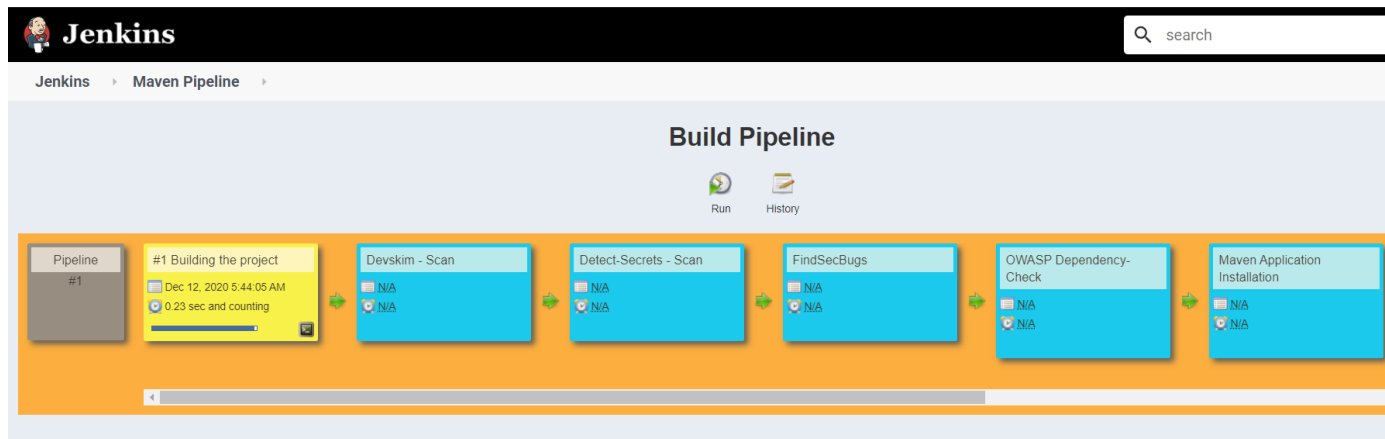 Jenkins
search
Jenkins
Maven Pipeline
Build Pipeline
Run
History
Pipeline
#1
#1 Building the project
Dec 12, 2020 5:44:05 AM
0.23 sec and counting
Devskim - Scan
N/A
N/A
Detect-Secrets - Scan
N/A
N/A
FindSecBugs
N/A
N/A
OWASP Dependency-
Check
N/A
N/A
Maven Application
Installation
N/A
N/A